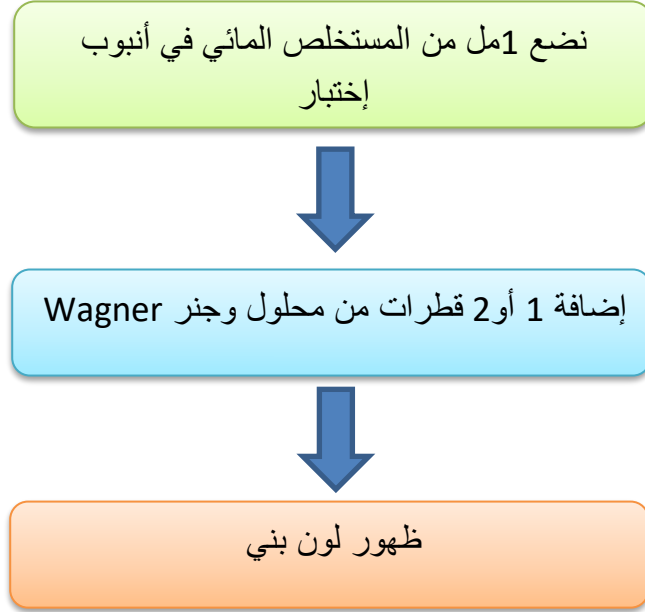 نضع 1مل من المستخلص المائي في أنبوب
إختبار
إضافة 1 أو2 قطرات من محلول وجنر Wagner
ظهور لون بني